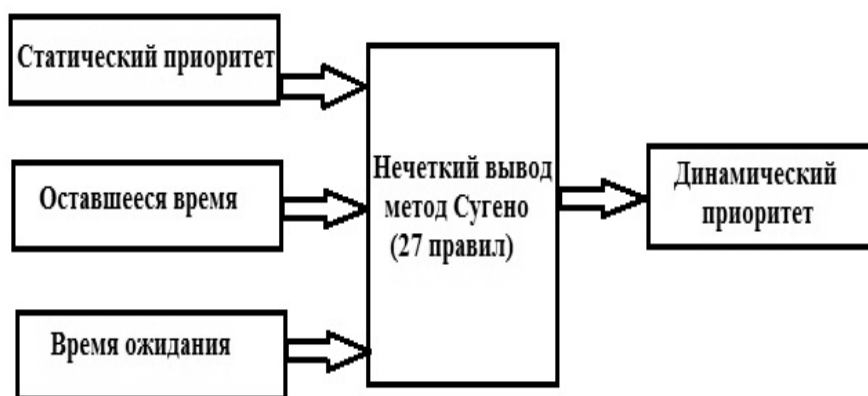 Статический приоритет
Оставшееся время
Время ожидания
Нечеткий вывод
метод Сугено
(27 правил)
Динамический
приоритет